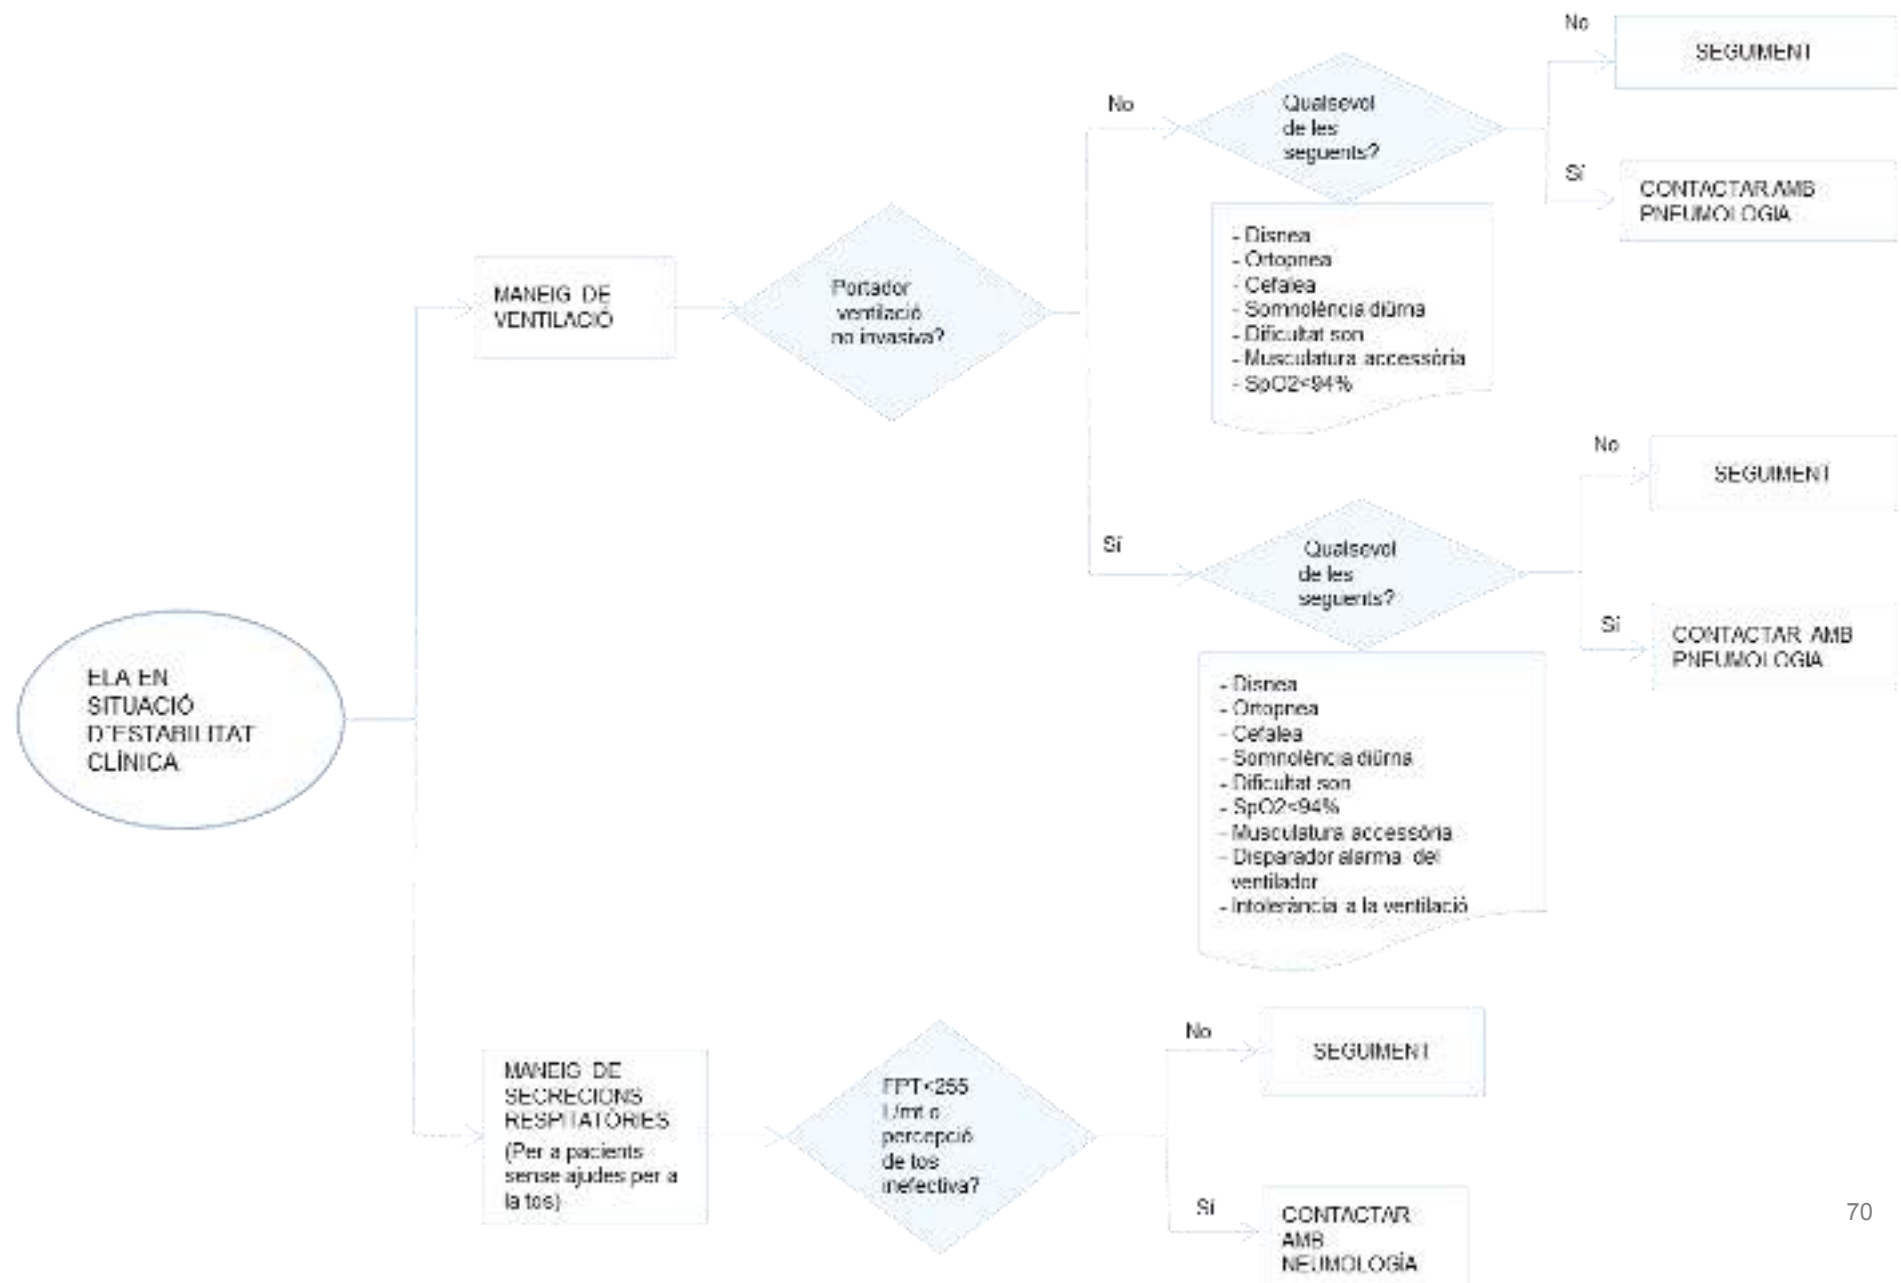 ELA EN
SITUACIÓ
D'ESTABILITAT
CLÍNICA
MANEIG DE
VENTILACIÓ
Portador
ventilació
no invasiva?
No
Qualsevol
de les
seguents?
- Disnea
- Ortopnea
- Cefalea
- Somnolència diürna
- Dificultat son
- Musculatura accessòria
- SpO2<94%
No
SEGUIMENT
Sí
CONTACTAR AMB
PNEUMOLOGIA
Sí
Qualsevol
de les
seguents?
- Disnea
- Ortopnea
- Cefalea
- Somnolència diürna
- Dificultat son
- SpO2<94%
- Musculatura accessòria
- Disparador alarma del
ventilador
- Intolerància a la ventilació
No
SEGUIMENT
Sí
CONTACTAR AMB
PNEUMOLOGIA
MANEIG DE
SECRECIONS
RESPITATÒRIES
(Per a pacients
sense ajudes per a
la tos)
FPT<255
L/mt o
percepció
de tos
inefectiva?
No
SEGUIMENT
Sí
CONTACTAR
AMB
NEUMOLOGÍA
70